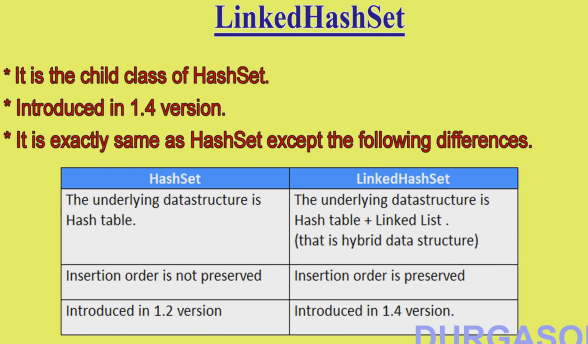 LinkedHashSet
* It is the child class of HashSet.
* Introduced in 1.4 version.
* It is exactly same as HashSet except the following differences.
HashSet
LinkedHashSet
The underlying datastructure is
Hash table.
The underlying datastructure is
Hash table + Linked List .
(that is hybrid data structure)
Insertion order is not preserved
Insertion order is preserved
Introduced in 1.2 version
Introduced in 1.4 version.